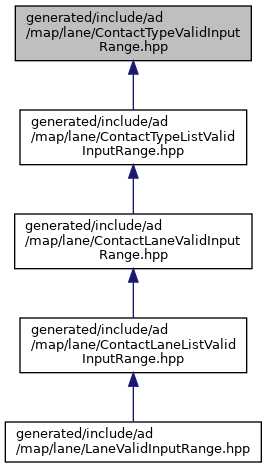 generated/include/ad
/map/lane/ContactTypeValidInput
Range.hpp
generated/include/ad
/map/lane/ContactTypeListValid
InputRange.hpp
generated/include/ad
/map/lane/ContactLaneValidInput
Range.hpp
generated/include/ad
/map/lane/ContactLaneListValid
InputRange.hpp
generated/include/ad
/map/lane/LaneValidInputRange.hpp